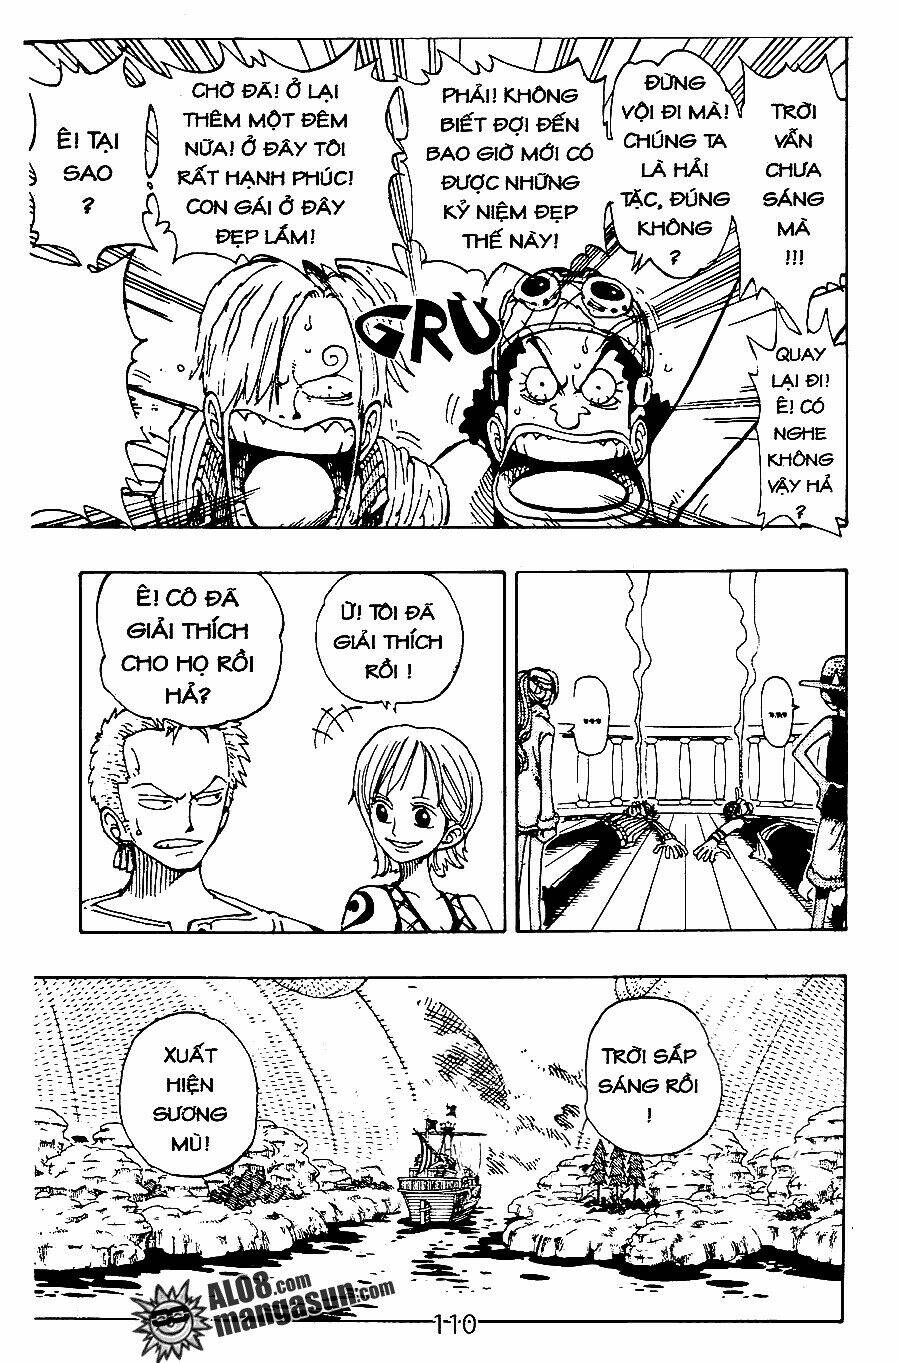 TRỜI
VẪN
CHƯA
SÁNG
MÀ
!!!
ĐỪNG
VỘI ĐI MÀ!
CHÚNG TA
LÀ HẢI
TẶC, ĐÚNG
KHÔNG
?
PHẢI! KHÔNG
BIẾT ĐỢI ĐẾN
BAO GIỜ MỚI CÓ
ĐƯỢC NHỮNG
KỶ NIỆM ĐẸP
THẾ NÀY!
CHỜ ĐÃ! Ở LẠI
THÊM MỘT ĐÊM
NỮA! Ở ĐÂY TÔI
RẤT HẠNH PHÚC!
CON GÁI Ở ĐÂY
ĐẸP LẮM!
Ê! TẠI
SAO
?
GRỪ
QUAY
LẠI ĐI!
Ê! CÓ
NGHE
KHÔNG
VẬY HẢ
?
...
...
Ừ! TÔI ĐÃ
GIẢI THÍCH
RỒI !
Ê! CÔ ĐÃ
GIẢI THÍCH
CHO HỌ RỒI
HẢ?
TRỜI SẮP
SÁNG RỒI
!
XUẤT
HIỆN
SƯƠNG
MÙ!
ALO8.com
mangasun.com
110